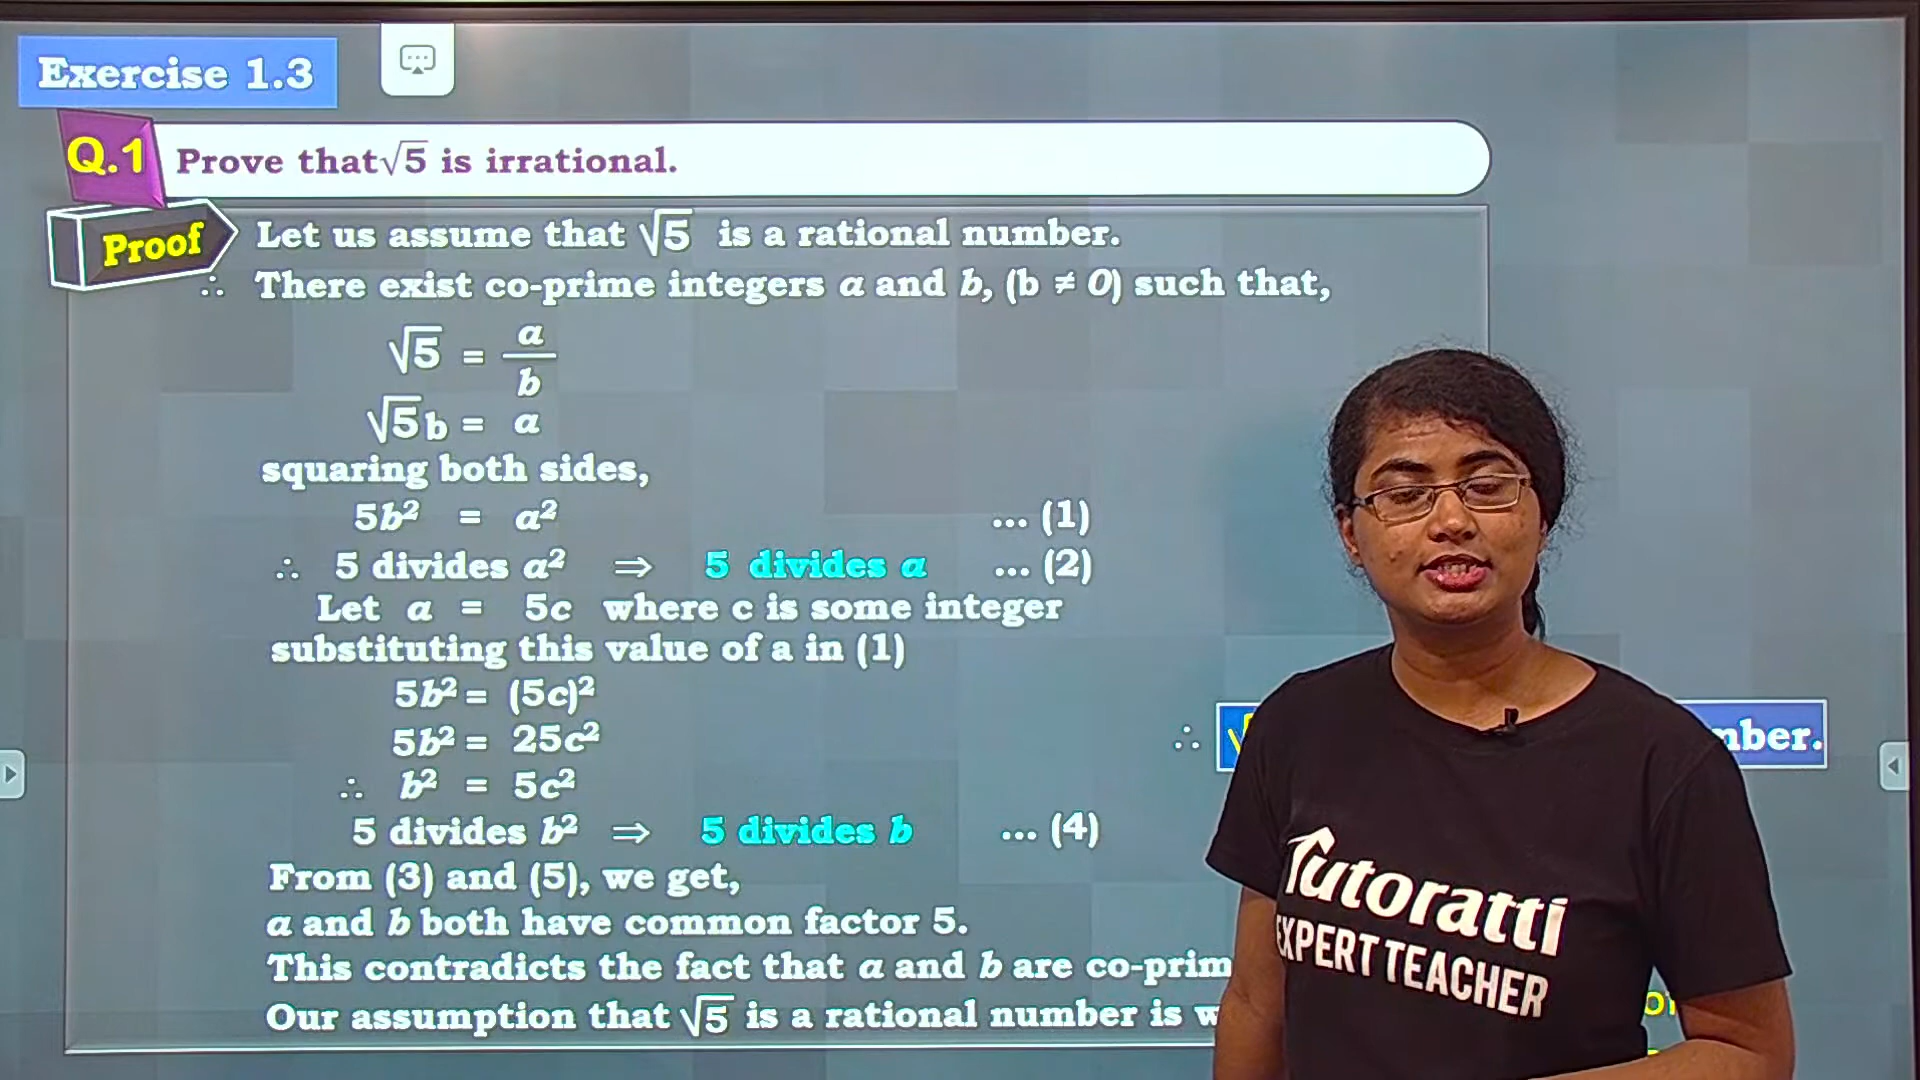 Exercise 1.3
Q.1 Prove that √5 is irrational.
Proof Let us assume that √5 is a rational number.
∴ There exist co-prime integers a and b, (b ≠ 0) such that,
√5 = a/b
√5b = a
squaring both sides,
5b² = a² ... (1)
∴ 5 divides a² ⇒ 5 divides a ... (2)
Let a = 5c where c is some integer
substituting this value of a in (1)
5b² = (5c)²
5b² = 25c²
∴ b² = 5c²
5 divides b² ⇒ 5 divides b ... (4)
From (3) and (5), we get,
a and b both have common factor 5.
This contradicts the fact that a and b are co-prim
Our assumption that √5 is a rational number is w
∴ mber.
Tutoratti
EXPERT TEACHER